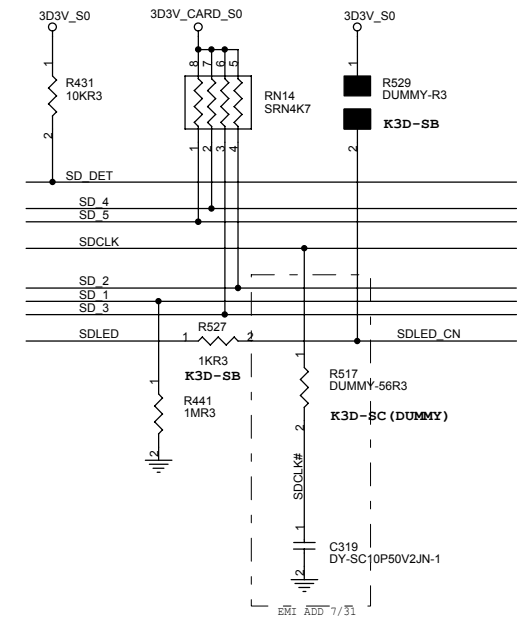 3D3V_S0
3D3V_CARD_S0
3D3V_S0
1
8
7
6
5
1
R431
10KR3
RN14
SRN4K7
R529
DUMMY-R3
K3D-SB
2
1
2
3
4
2
SD_DET
SD_4
SD_5
SDCLK
SD_2
SD_1
SD_3
SDLED
1
R527
2
SDLED_CN
1KR3
K3D-SB
1
R517
DUMMY-56R3
K3D-SC(DUMMY)
1
R441
1MR3
2
2
SDCLK#
1
C319
DY-SC10P50V2JN-1
2
EMI ADD 7/31